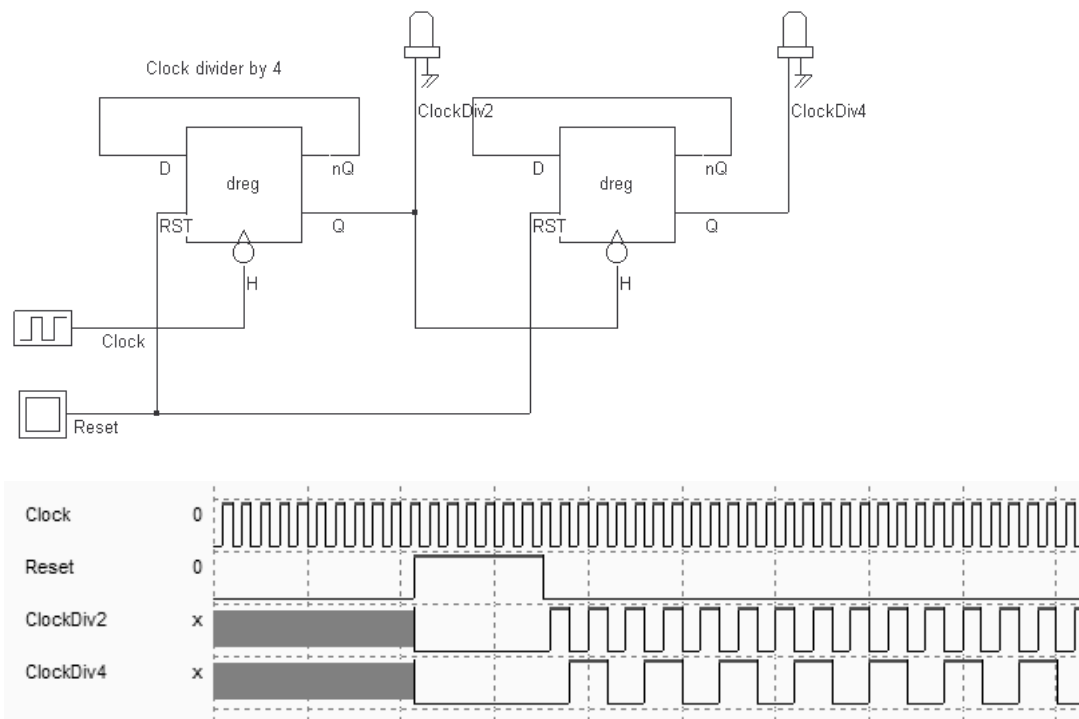 Clock divider by 4
ClockDiv2
ClockDiv4
D
nQ
D
nQ
dreg
dreg
RST
Q
RST
Q
H
H
Clock
Reset
Clock 0
Reset 0
ClockDiv2 x
ClockDiv4 x